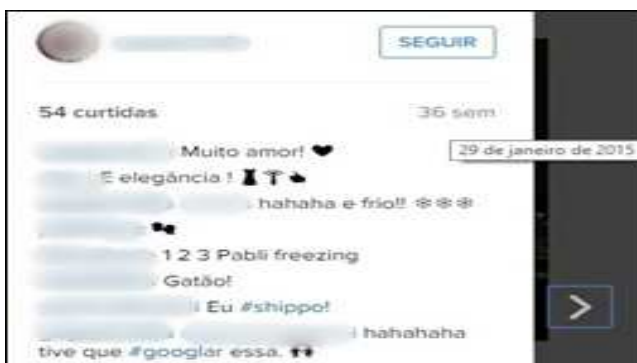 SEGUIR
54 curtidas 36 sem
Muito amor! ❤
29 de janeiro de 2015
E elegância !
hahaha e frio!! ❄❄❄
1 2 3 Pabli freezing
Gatão!
Eu #shippo!
hahahaha
tive que #googlar essa.